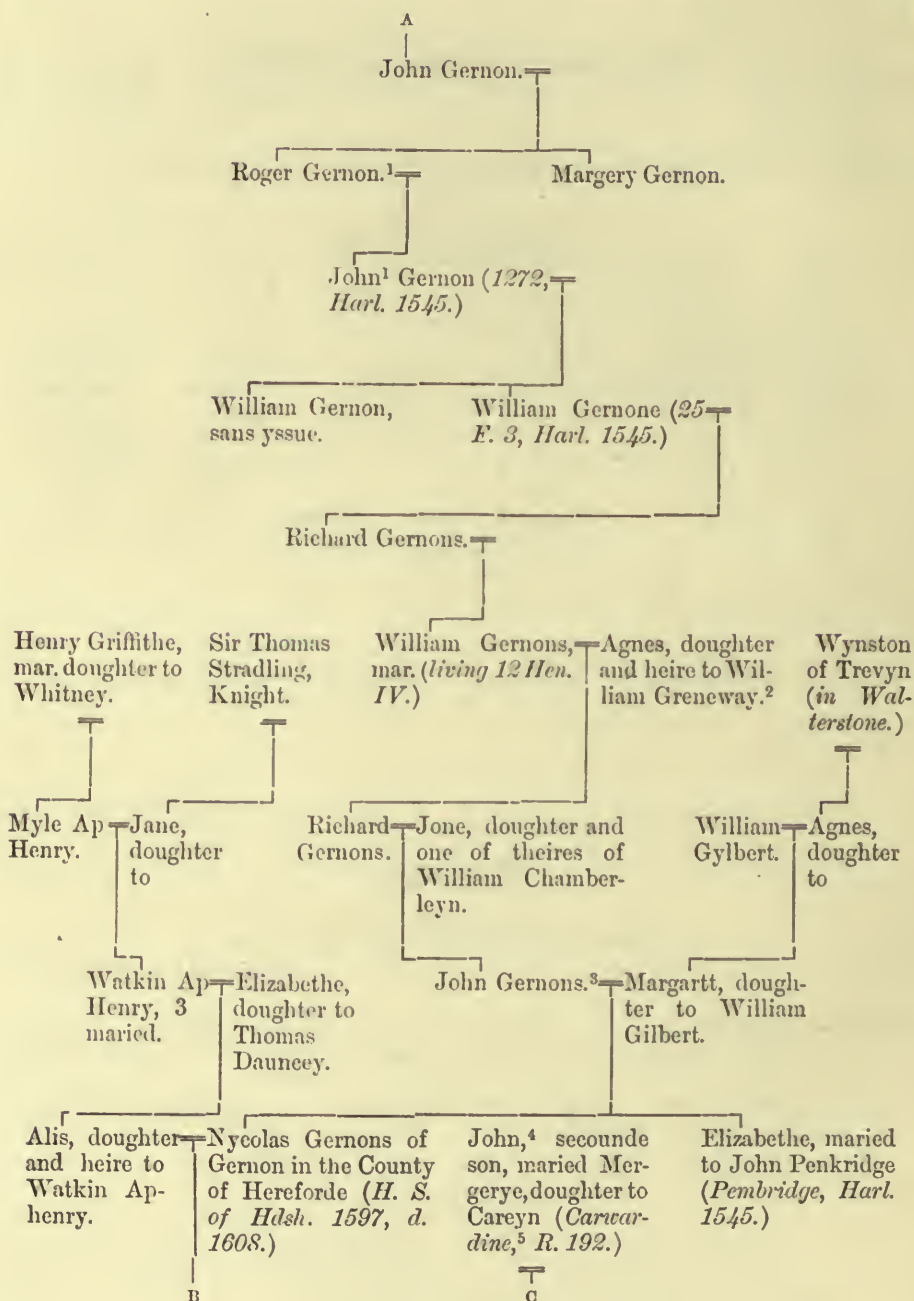 A
John Gernon.
Roger Gernon.¹
Margery Gernon.
John¹ Gernon (1272,
Harl. 1545.)
William Gernon,
sans yssue.
William Gernone (25
E. 3, Harl. 1545.)
Richard Gernons.
Henry Griffithe,
mar. doughter to
Whitney.
Sir Thomas
Stradling,
Knight.
William Gernons,
mar. (living 12 Hen.
IV.)
Agnes, doughter
and heire to Wil-
liam Greneway.²
Wynston
of Trevyn
(in Wal-
terstone.)
Myle Ap
Henry.
Jane,
doughter
to
Richard
Gernons.
Jone, doughter and
one of theires of
William Chamber-
leyn.
William
Gylbert.
Agnes,
doughter
to
Watkin Ap
Henry, 3
maried.
Elizabethe,
doughter to
Thomas
Dauncey.
John Gernons.³
Margartt, dough-
ter to William
Gilbert.
Alis, doughter
and heire to
Watkin Ap-
henry.
Nycolas Gernons of
Gernon in the County
of Hereforde (H. S.
of Hdsh. 1597, d.
1608.)
John,⁴ secounde
son, maried Mer-
gerye, doughter to
Careyn (Carwar-
dine,⁵ R. 192.)
Elizabethe, maried
to John Penkridge
(Pembridge, Harl.
1545.)
B
C